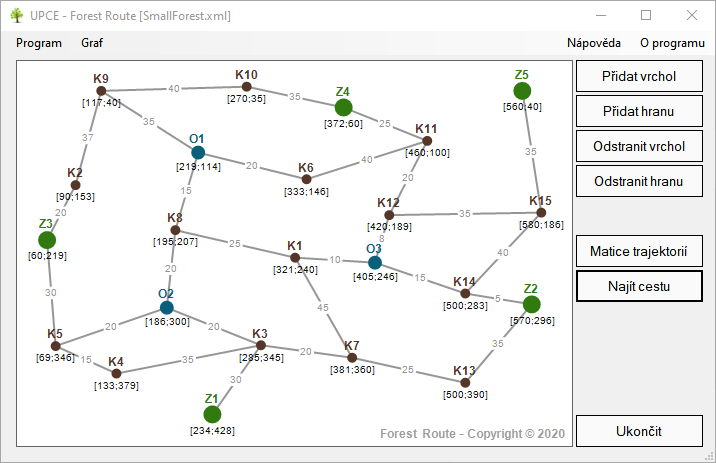 UPCE - Forest Route [SmallForest.xml]
Program Graf Nápověda O programu
K9
[117;40]
40
K10
[270;35]
35
Z4
[372;60]
25
K11
[460;100]
Z5
[560;40]
37
35
O1
[219;114]
20
K6
[333;146]
40
20
35
K2
[90;153]
20
15
K12
[420;189]
35
K15
[580;186]
Z3
[60;219]
K8
[195;207]
25
K1
[321;240]
10
8
O3
[405;246]
40
15
K14
[500;283]
5
Z2
[570;296]
30
20
O2
[186;300]
20
20
45
K5
[69;346]
15
K4
[133;379]
35
K3
[285;345]
20
K7
[381;360]
25
35
K13
[500;390]
30
Z1
[234;428]
Forest Route - Copyright © 2020
Přidat vrchol
Přidat hranu
Odstranit vrchol
Odstranit hranu
Matice trajektorií
Najít cestu
Ukončit